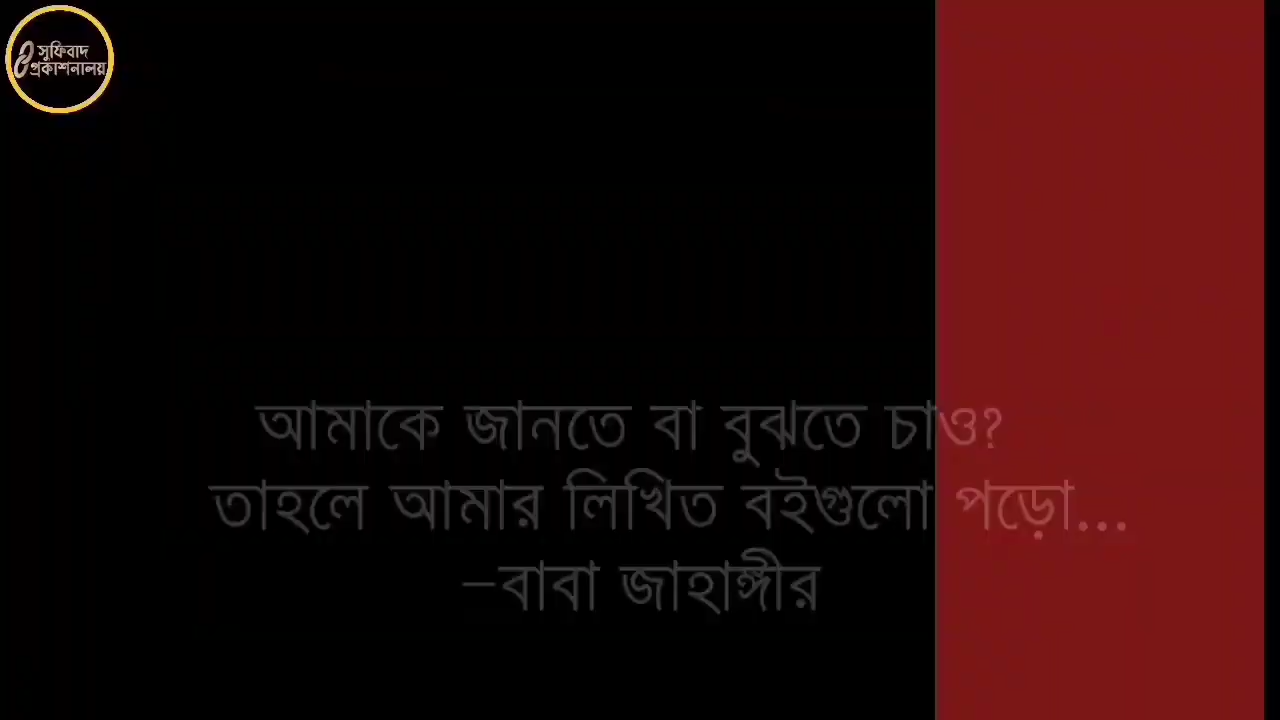 সুফিবাদ
প্রকাশনালয়
আমাকে জানতে বা বুঝতে চাও?
তাহলে আমার লিখিত বইগুলো পড়ো...
–বাবা জাহাঙ্গীর